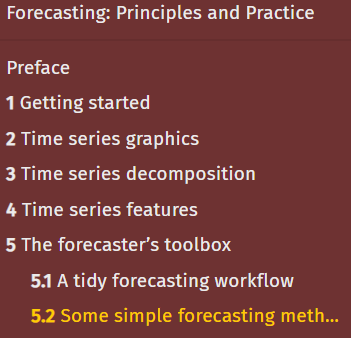 Forecasting: Principles and Practice
Preface
1 Getting started
2 Time series graphics
3 Time series decomposition
4 Time series features
5 The forecaster's toolbox
5.1 A tidy forecasting workflow
5.2 Some simple forecasting meth...